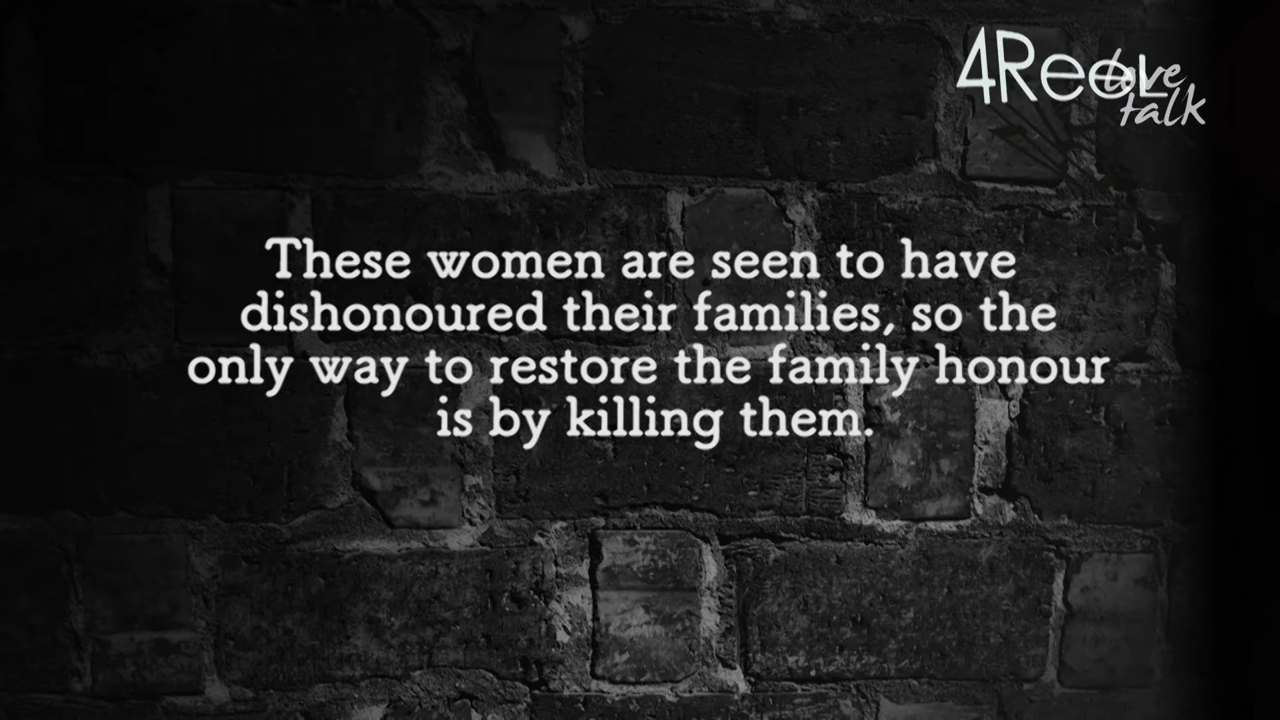 4Reel
love
talk
These women are seen to have
dishonoured their families, so the
only way to restore the family honour
is by killing them.